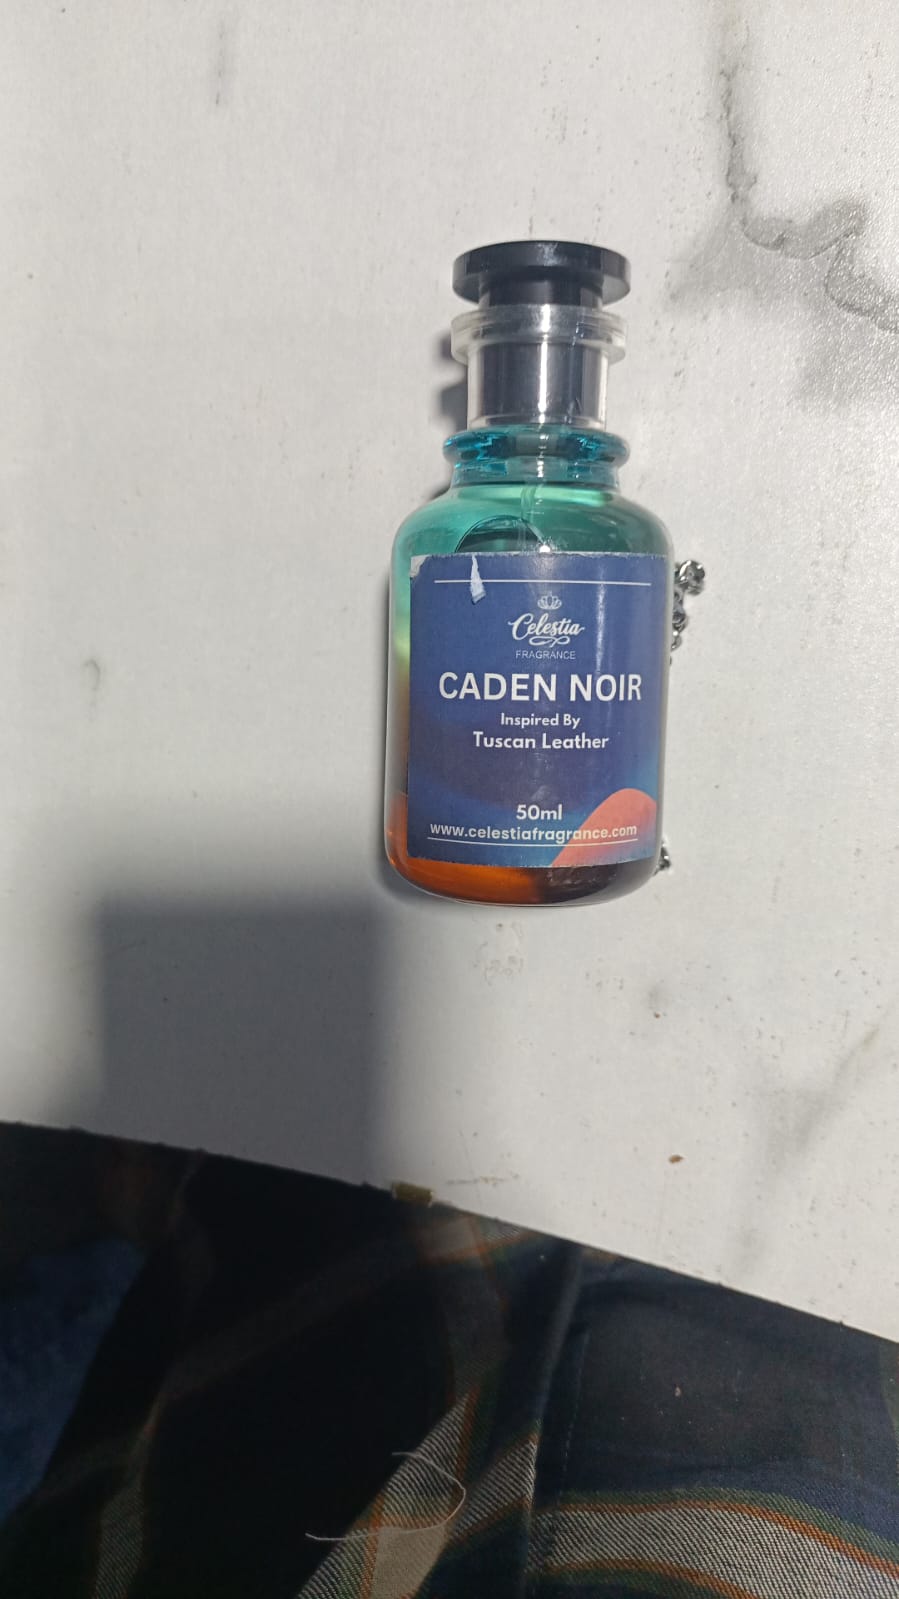 Celestia
FRAGRANCE
CADEN NOIR
Inspired By
Tuscan Leather
50ml
www.celestiafragrance.com